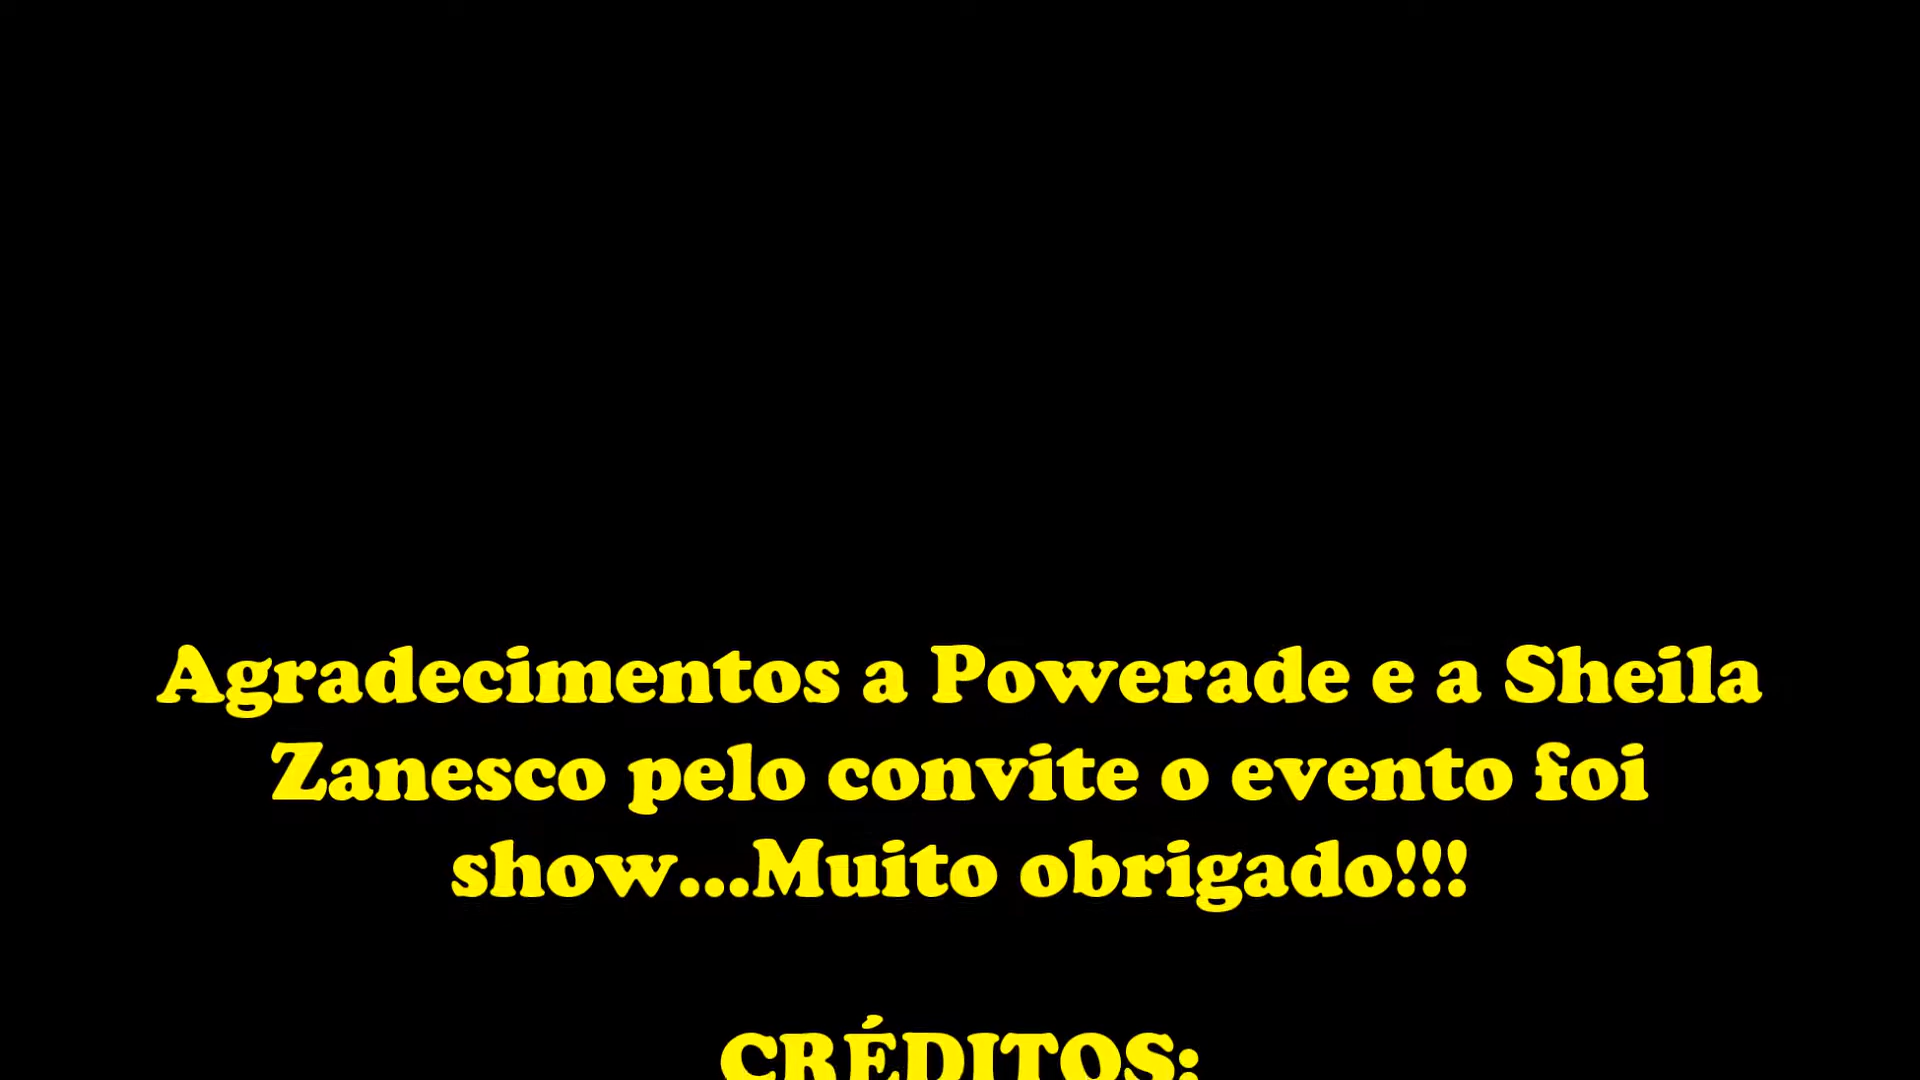 Agradecimentos a Powerade e a Sheila
Zanesco pelo convite o evento foi
show...Muito obrigado!!!
CRÉDITOS: